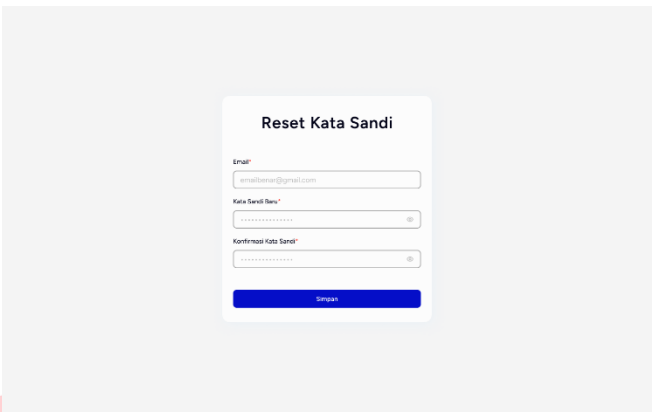 Reset Kata Sandi
Email*
emailbenar@gmail.com
Kata Sandi Baru*
---------------
Konfirmasi Kata Sandi*
---------------
Simpan